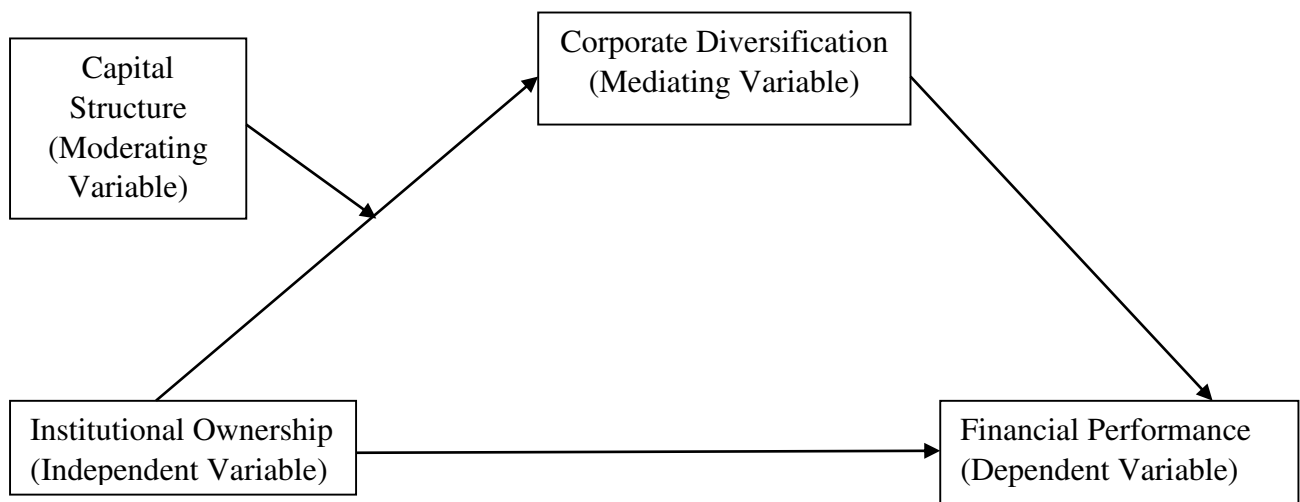 Capital
Structure
(Moderating
Variable)
Corporate Diversification
(Mediating Variable)
Institutional Ownership
(Independent Variable)
Financial Performance
(Dependent Variable)